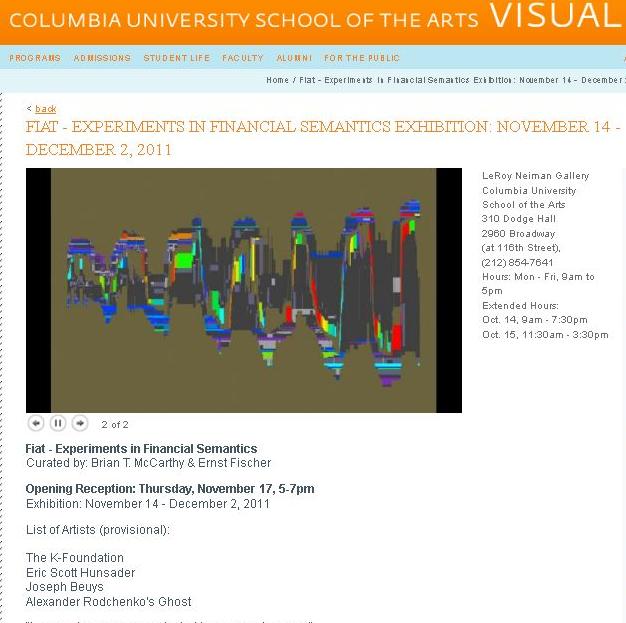 COLUMBIA UNIVERSITY SCHOOL OF THE ARTS VISUAL
PROGRAMS ADMISSIONS STUDENT LIFE FACULTY ALUMNI FOR THE PUBLIC
Home / Fiat - Experiments in Financial Semantics Exhibition: November 14 - December
< back
FIAT - EXPERIMENTS IN FINANCIAL SEMANTICS EXHIBITION: NOVEMBER 14 -
DECEMBER 2, 2011
LeRoy Neiman Gallery
Columbia University
School of the Arts
310 Dodge Hall
2960 Broadway
(at 116th Street),
(212) 854-7641
Hours: Mon - Fri, 9am to
5pm
Extended Hours:
Oct. 14, 9am - 7:30pm
Oct. 15, 11:30am - 3:30pm
2 of 2
Fiat - Experiments in Financial Semantics
Curated by: Brian T. McCarthy & Ernst Fischer
Opening Reception: Thursday, November 17, 5-7pm
Exhibition: November 14 - December 2, 2011
List of Artists (provisional):
The K-Foundation
Eric Scott Hunsader
Joseph Beuys
Alexander Rodchenko's Ghost